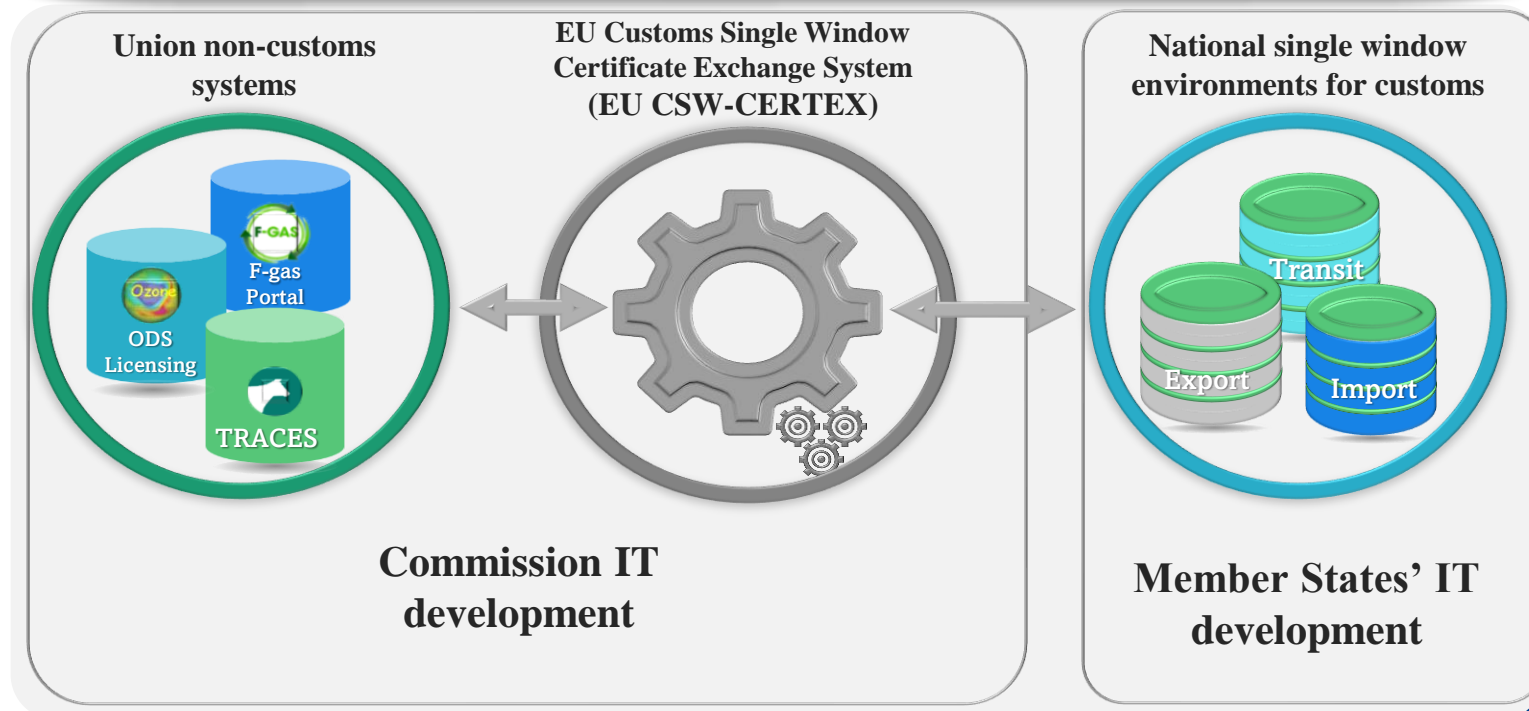 Union non-customs
systems
EU Customs Single Window
Certificate Exchange System
(EU CSW-CERTEX)
National single window
environments for customs
F-GAS
F-gas
Portal
Ozone
ODS
Licensing
TRACES
Transit
Export
Import
Commission IT
development
Member States’ IT
development